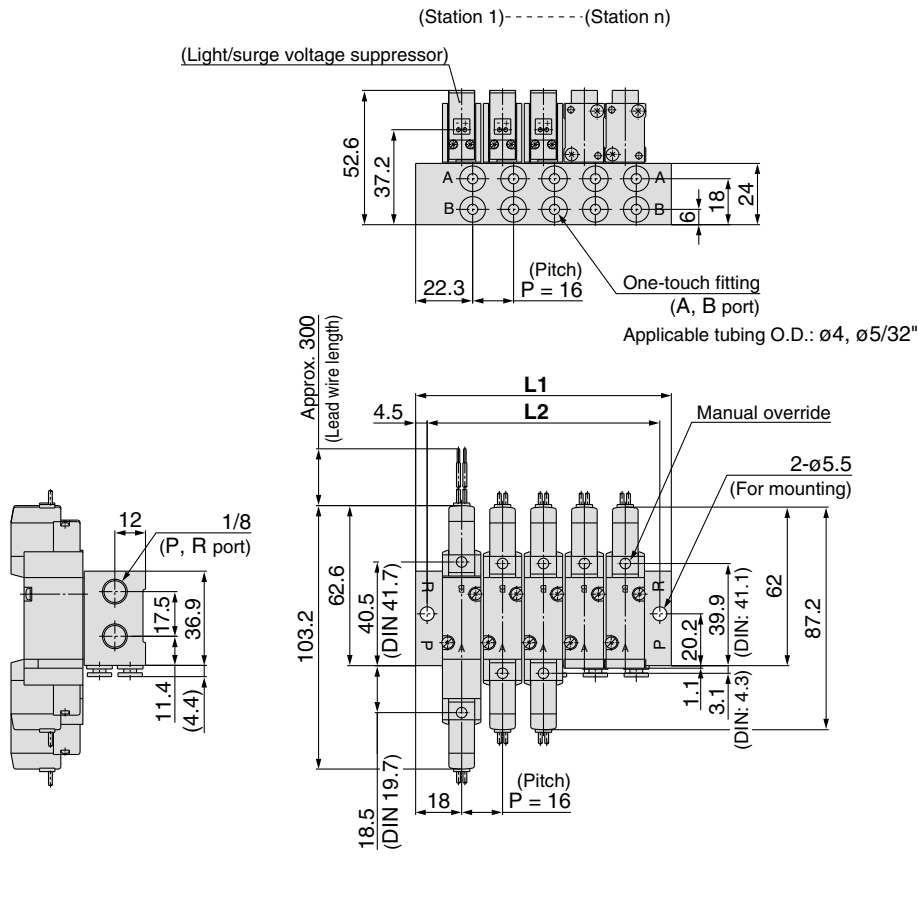 (Station 1)-------(Station n)
(Light/surge voltage suppressor)
52.6
37.2
A
A
B
B
6
18
24
22.3
(Pitch)
P = 16
One-touch fitting
(A, B port)
Applicable tubing O.D.: ø4, ø5/32"
Approx. 300
(Lead wire length)
L1
L2
4.5
Manual override
2-ø5.5
(For mounting)
12
1/8
(P, R port)
17.5
36.9
11.4
(4.4)
103.2
62.6
40.5
(DIN 41.7)
18.5
(DIN 19.7)
R
P
B
B
B
B
B
A
A
A
A
A
R
P
20.2
39.9
(DIN: 41.1)
62
87.2
1.1
3.1
(DIN: 4.3)
18
(Pitch)
P = 16